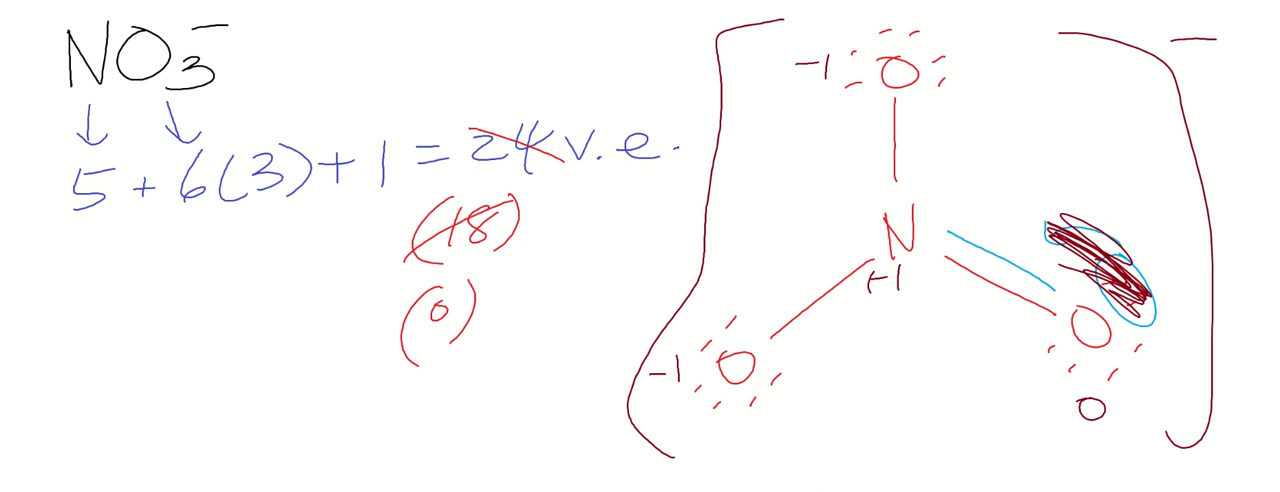 NO₃⁻
5 + 6(3) + 1 = 24 v.e.
(18)
(0)
-1 O
N
+1
-1 O
O
0